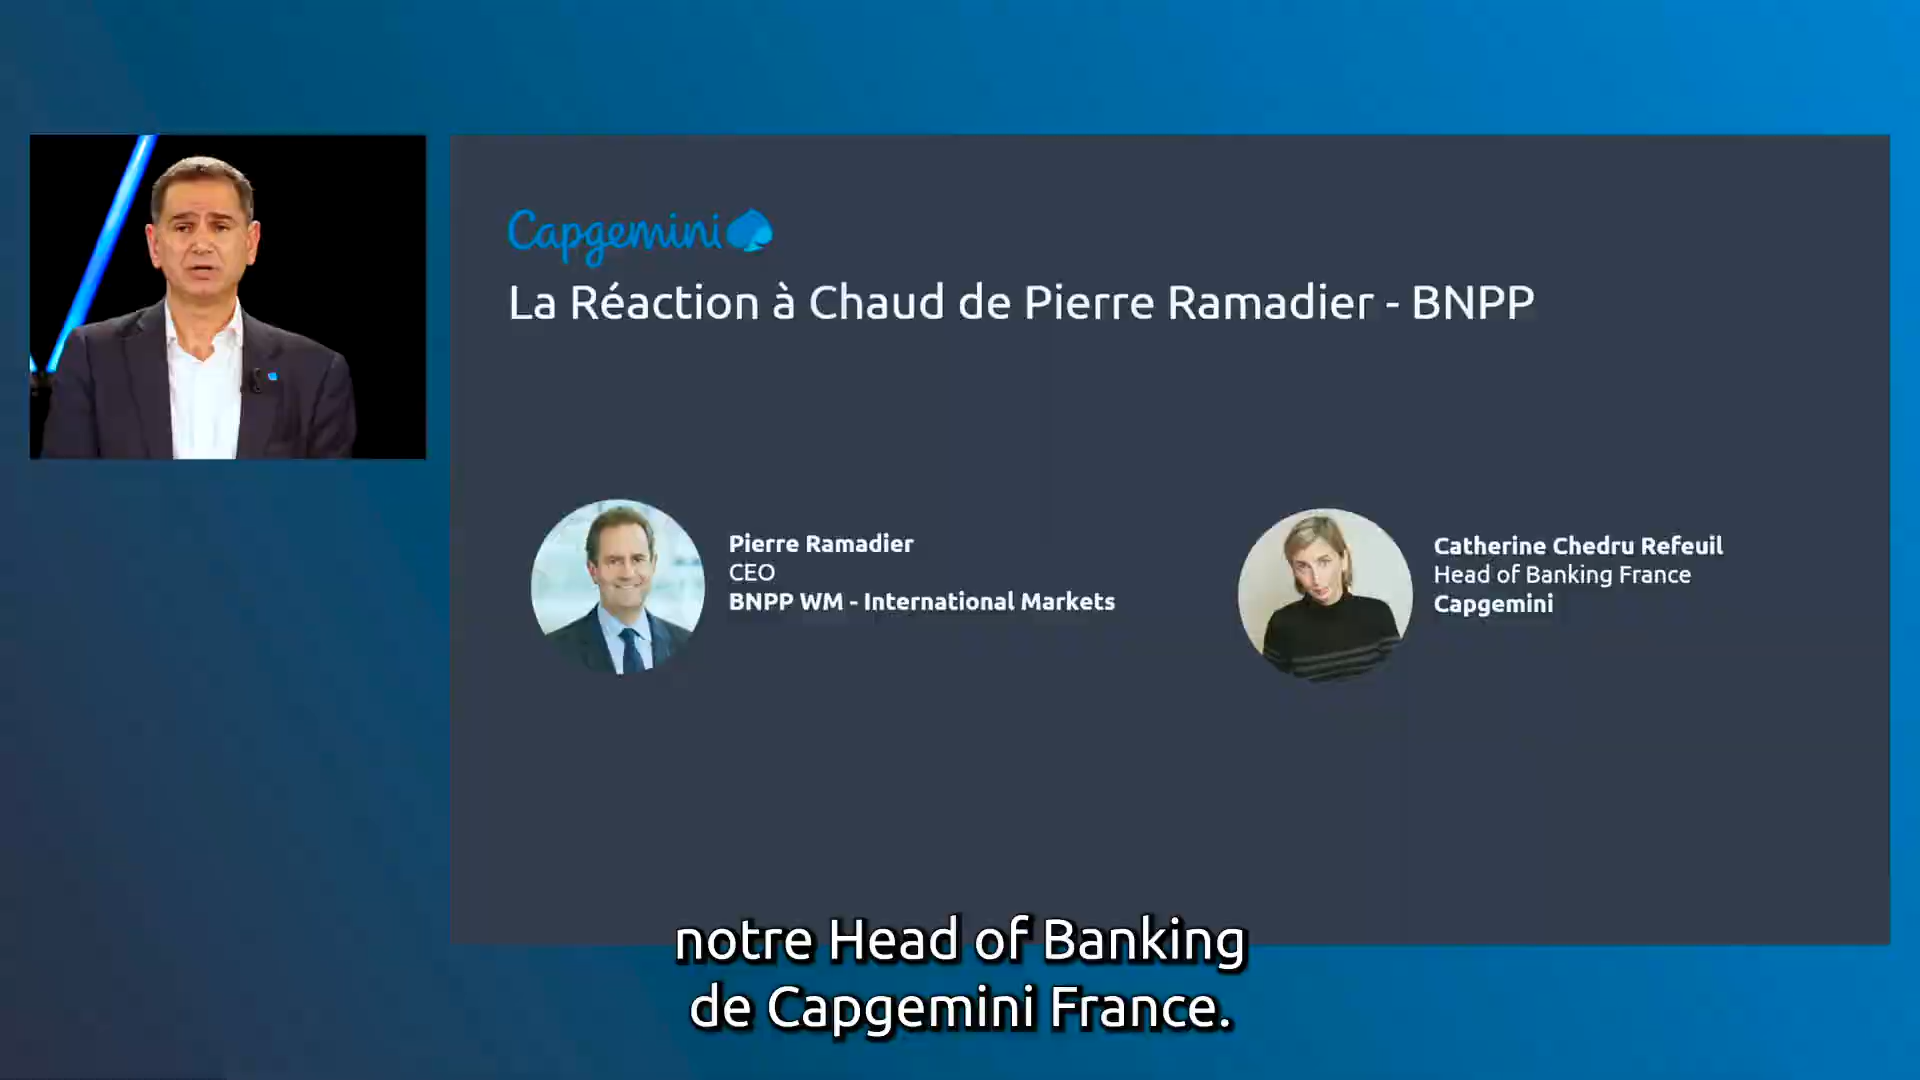 Capgemini
La Réaction à Chaud de Pierre Ramadier - BNPP
Pierre Ramadier
CEO
BNPP WM - International Markets
Catherine Chedru Refeuil
Head of Banking France
Capgemini
notre Head of Banking
de Capgemini France.